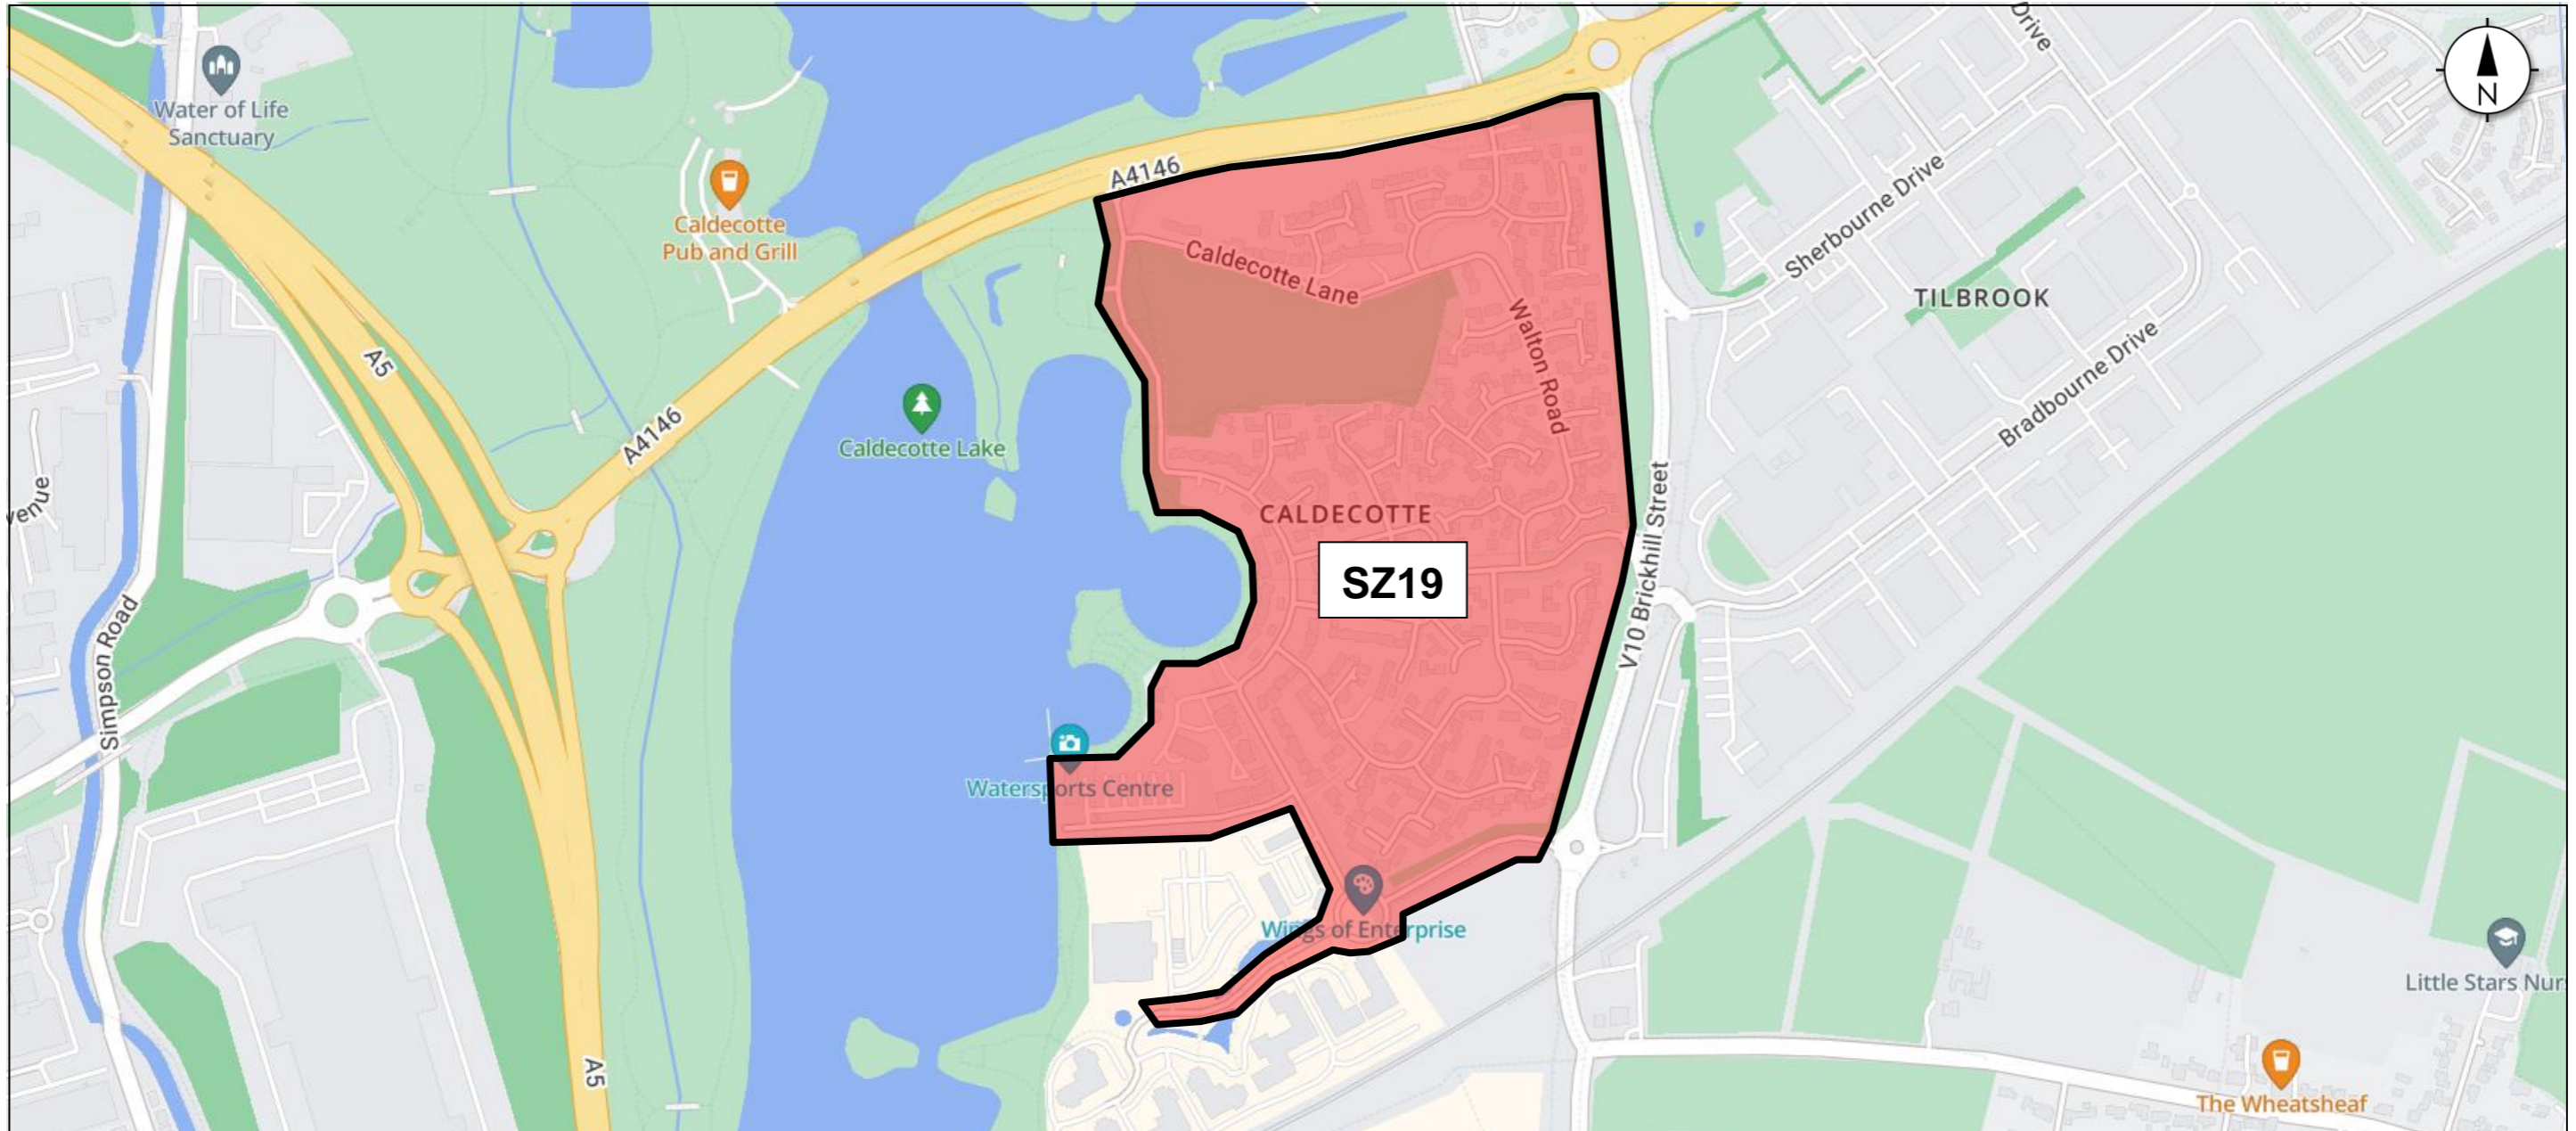 Drive
N
Water of Life
Sanctuary
A4146
Caldecotte
Pub and Grill
Sherbourne Drive
Caldecotte Lane
TILBROOK
Walton Road
A5
Bradbourne Drive
A4146
Caldecotte Lake
venue
CALDECOTTE
SZ19
V10 Brickhill Street
Simpson Road
Watersports Centre
Wings of Enterprise
Little Stars Nur
A5
The Wheatsheaf